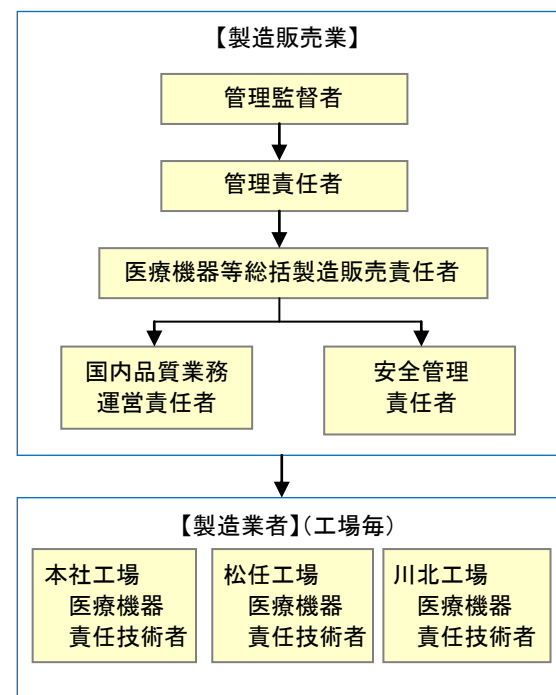 【製造販売業】
管理監督者
管理責任者
医療機器等総括製造販売責任者
国内品質業務
運営責任者
安全管理
責任者
【製造業者】(工場毎)
本社工場
医療機器
責任技術者
松任工場
医療機器
責任技術者
川北工場
医療機器
責任技術者